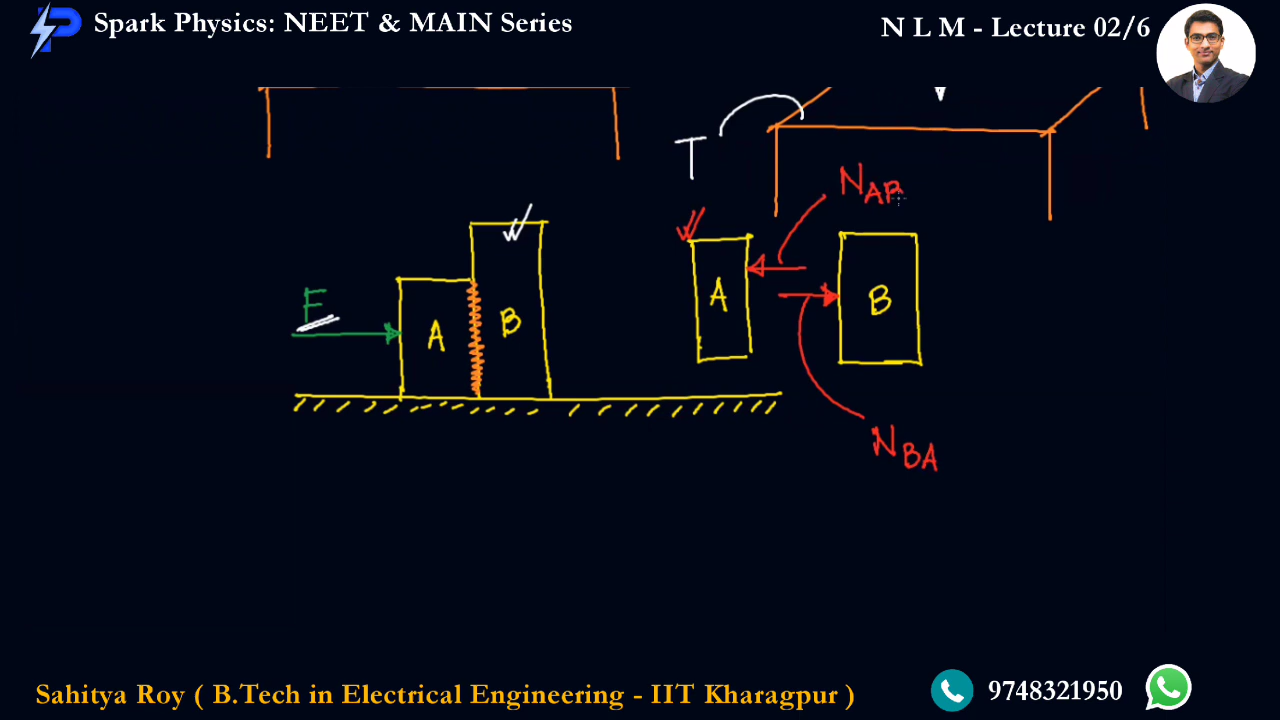 Spark Physics: NEET & MAIN Series
N L M - Lecture 02/6
T
N_AB
F
A
B
A
B
N_BA
Sahitya Roy ( B.Tech in Electrical Engineering - IIT Kharagpur )
9748321950